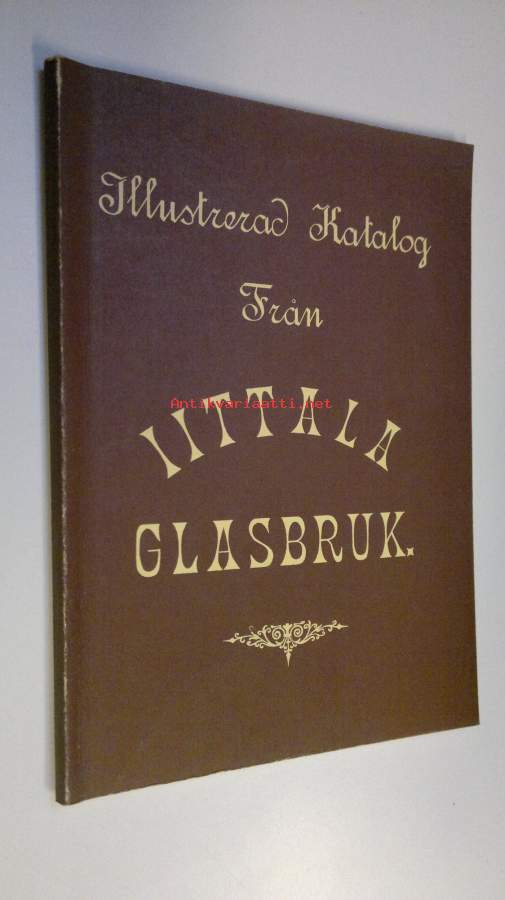 Illustrerad Katalog
Från
Antikvariaatti.net
IITTALA
GLASBRUK.